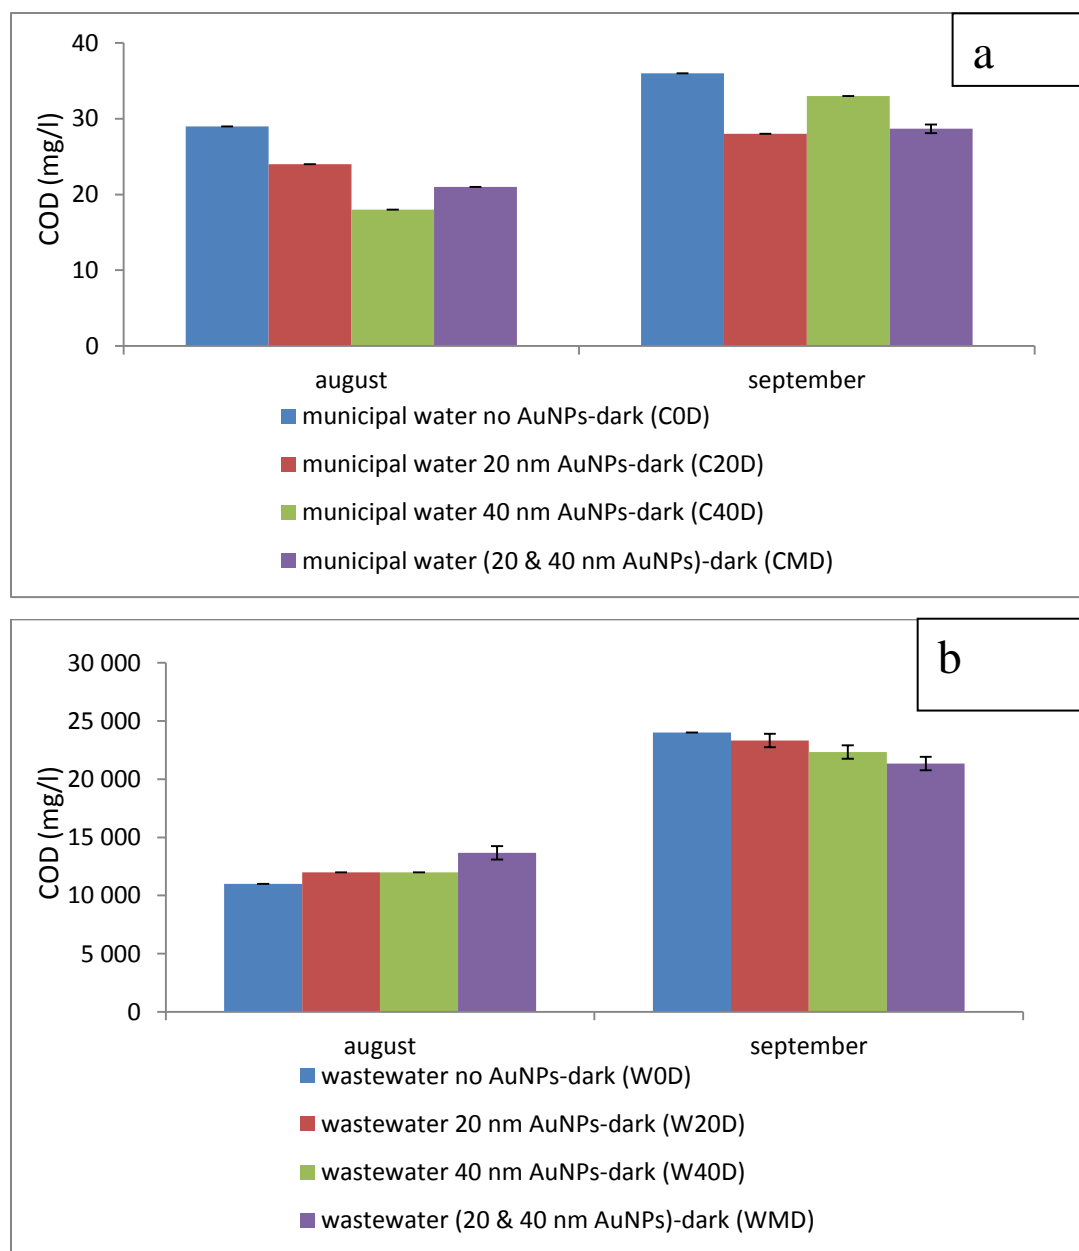 a
40
30
20
10
0
COD (mg/l)
august september
municipal water no AuNPs-dark (C0D)
municipal water 20 nm AuNPs-dark (C20D)
municipal water 40 nm AuNPs-dark (C40D)
municipal water (20 & 40 nm AuNPs)-dark (CMD)
b
30 000
25 000
20 000
15 000
10 000
5 000
0
COD (mg/l)
august september
wastewater no AuNPs-dark (W0D)
wastewater 20 nm AuNPs-dark (W20D)
wastewater 40 nm AuNPs-dark (W40D)
wastewater (20 & 40 nm AuNPs)-dark (WMD)